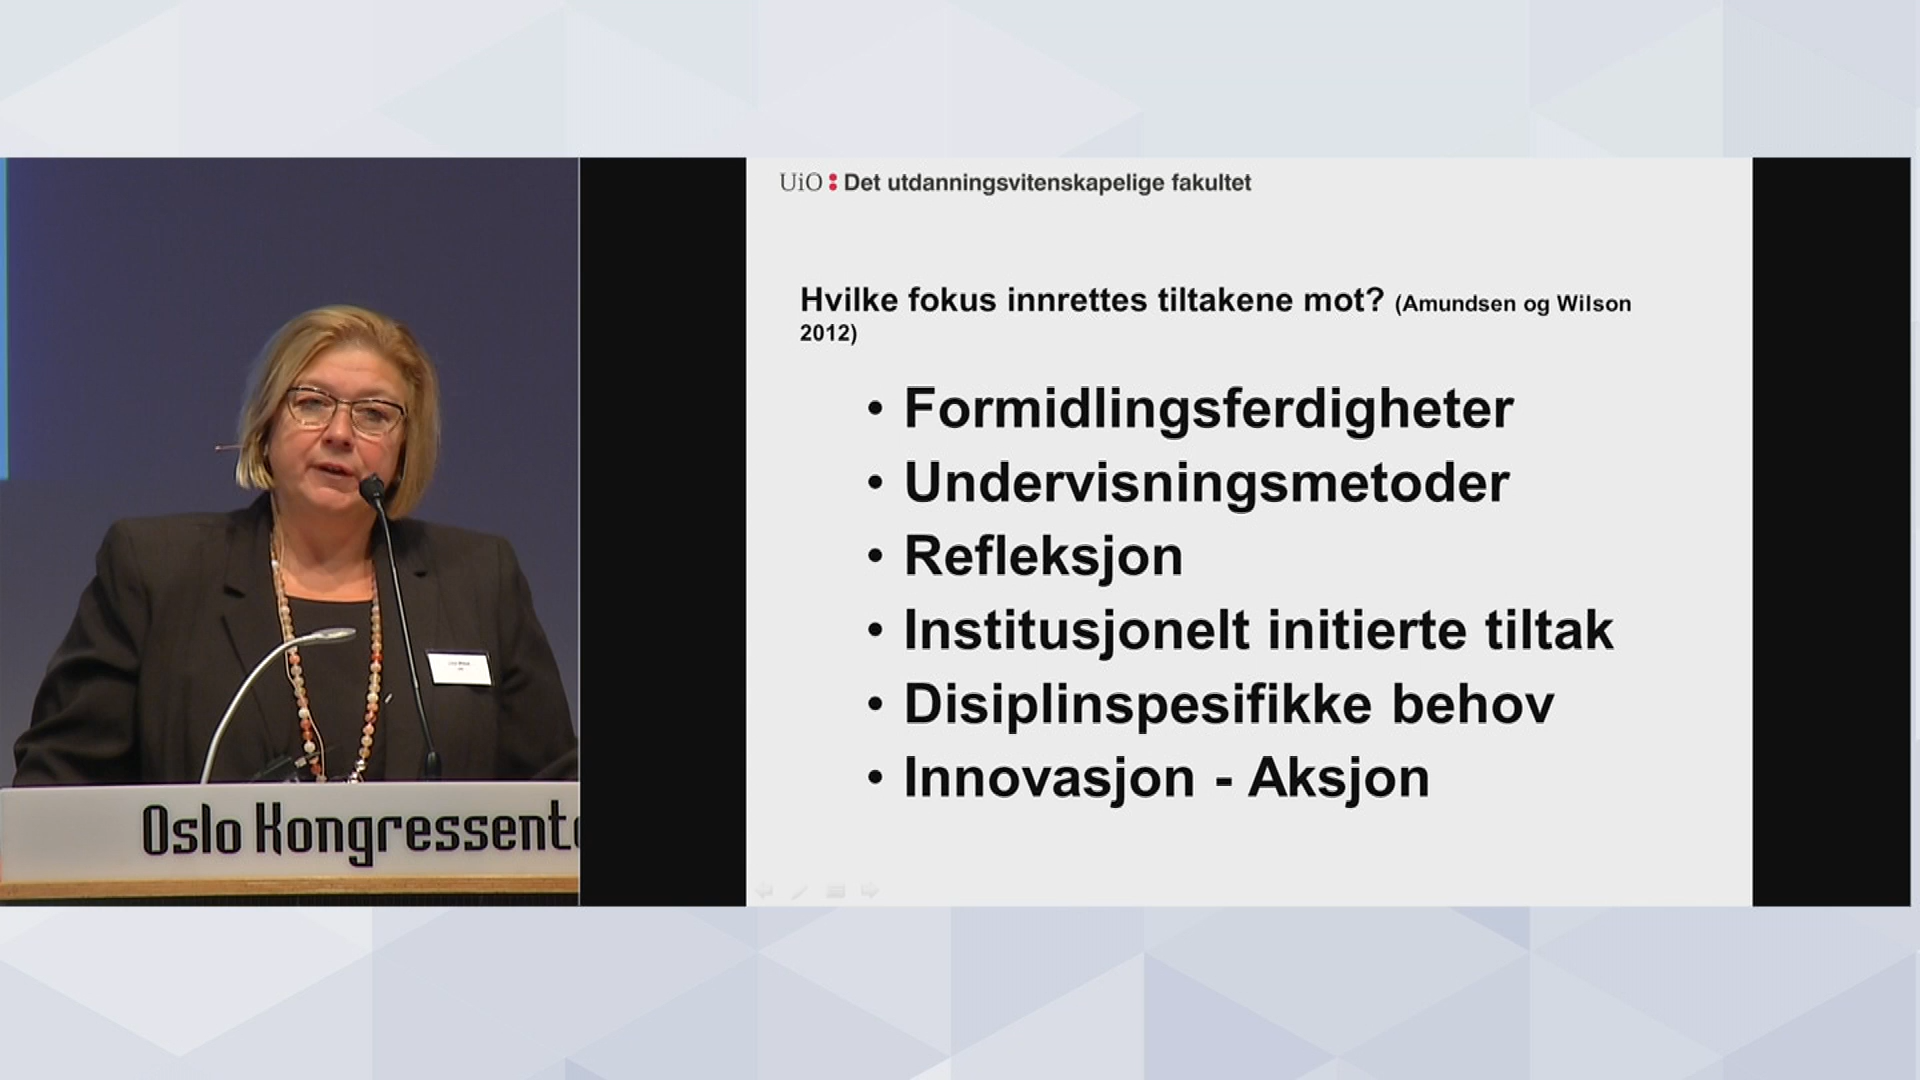 UiO : Det utdanningsvitenskapelige fakultet
Hvilke fokus innrettes tiltakene mot? (Amundsen og Wilson
2012)
• Formidlingsferdigheter
• Undervisningsmetoder
• Refleksjon
• Institusjonelt initierte tiltak
• Disiplinspesifikke behov
• Innovasjon - Aksjon
Oslo